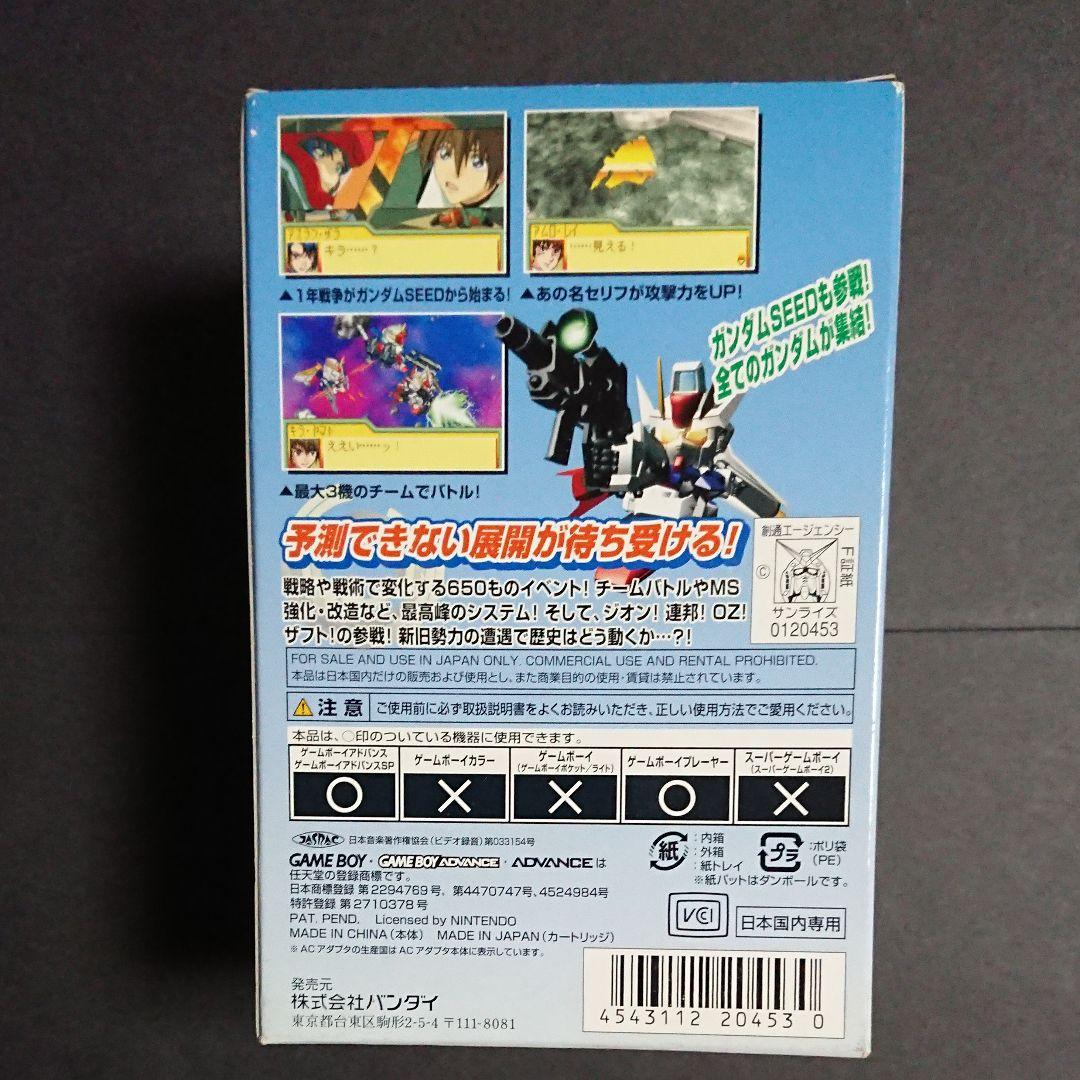 アスラン・ザラ
キラ……?
▲1年戦争がガンダムSEEDから始まる!
アムロ・レイ
……見える!
▲あの名セリフが攻撃力をUP!
ガンダムSEEDも参戦!
全てのガンダムが集結!
キラ・ヤマト
ええい……ッ!
▲最大3機のチームでバトル!
予測できない展開が待ち受ける!
戦略や戦術で変化する650ものイベント! チームバトルやMS
強化・改造など、最高峰のシステム! そして、ジオン! 連邦! OZ!
ザフト!の参戦! 新旧勢力の遭遇で歴史はどう動くか…?!
創通エージェンシー
©
F証紙
サンライズ
0120453
FOR SALE AND USE IN JAPAN ONLY. COMMERCIAL USE AND RENTAL PROHIBITED.
本品は日本国内だけの販売および使用とし、また商業目的の使用・賃貸は禁止されています。
注意 ご使用前に必ず取扱説明書をよくお読みいただき、正しい使用方法でご愛用ください。
本品は、○印のついている機器に使用できます。
ゲームボーイアドバンス
ゲームボーイアドバンスSP
○
ゲームボーイカラー
×
ゲームボーイ
(ゲームボーイポケット/ライト)
×
ゲームボーイプレーヤー
○
スーパーゲームボーイ
(スーパーゲームボーイ2)
×
JASRAC 日本音楽著作権協会(ビデオ録音)第033154号
GAME BOY・GAME BOY ADVANCE・ADVANCEは
任天堂の登録商標です。
日本商標登録 第2294769号, 第4470747号, 4524984号
特許登録 第2710378号
PAT. PEND. Licensed by NINTENDO
MADE IN CHINA(本体) MADE IN JAPAN(カートリッジ)
※ACアダプタの生産国はACアダプタ本体に表示しています。
紙
:内箱
:外箱
:紙トレイ
プラ
:ポリ袋
(PE)
※紙パットはダンボールです。
VCCI
日本国内専用
発売元
株式会社バンダイ
東京都台東区駒形2-5-4 〒111-8081
4543112 20453 0